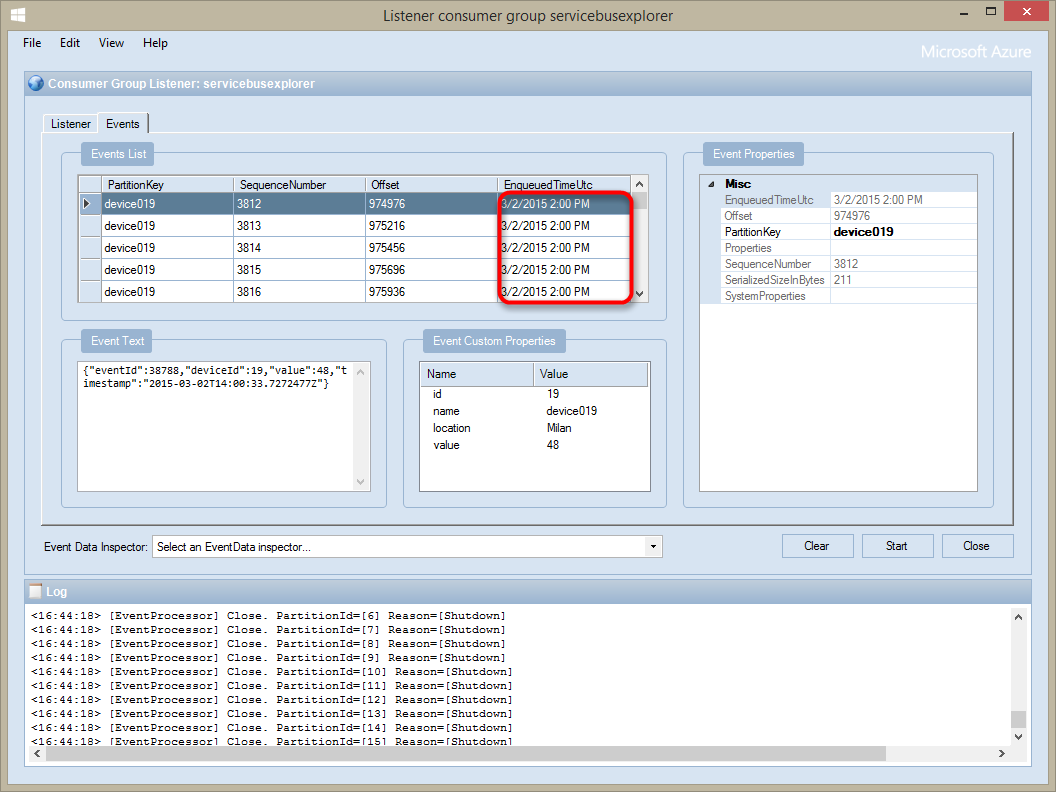 Listener consumer group servicebusexplorer
File Edit View Help
Microsoft Azure
Consumer Group Listener: servicebusexplorer
Listener Events
Events List
PartitionKey SequenceNumber Offset EnqueuedTimeUtc
device019 3812 974976 3/2/2015 2:00 PM
device019 3813 975216 3/2/2015 2:00 PM
device019 3814 975456 3/2/2015 2:00 PM
device019 3815 975696 3/2/2015 2:00 PM
device019 3816 975936 3/2/2015 2:00 PM
Event Properties
Misc
EnqueuedTimeUtc 3/2/2015 2:00 PM
Offset 974976
PartitionKey device019
Properties
SequenceNumber 3812
SerializedSizeInBytes 211
SystemProperties
Event Text
{"eventId":38788,"deviceId":19,"value":48,"t
imestamp":"2015-03-02T14:00:33.7272477Z"}
Event Custom Properties
Name Value
id 19
name device019
location Milan
value 48
Event Data Inspector: Select an EventData inspector...
Clear Start Close
Log
<16:44:18> [EventProcessor] Close. PartitionId=[6] Reason=[Shutdown]
<16:44:18> [EventProcessor] Close. PartitionId=[7] Reason=[Shutdown]
<16:44:18> [EventProcessor] Close. PartitionId=[8] Reason=[Shutdown]
<16:44:18> [EventProcessor] Close. PartitionId=[9] Reason=[Shutdown]
<16:44:18> [EventProcessor] Close. PartitionId=[10] Reason=[Shutdown]
<16:44:18> [EventProcessor] Close. PartitionId=[11] Reason=[Shutdown]
<16:44:18> [EventProcessor] Close. PartitionId=[12] Reason=[Shutdown]
<16:44:18> [EventProcessor] Close. PartitionId=[13] Reason=[Shutdown]
<16:44:18> [EventProcessor] Close. PartitionId=[14] Reason=[Shutdown]
<16:44:18> [EventProcessor] Close. PartitionId=[15] Reason=[Shutdown]